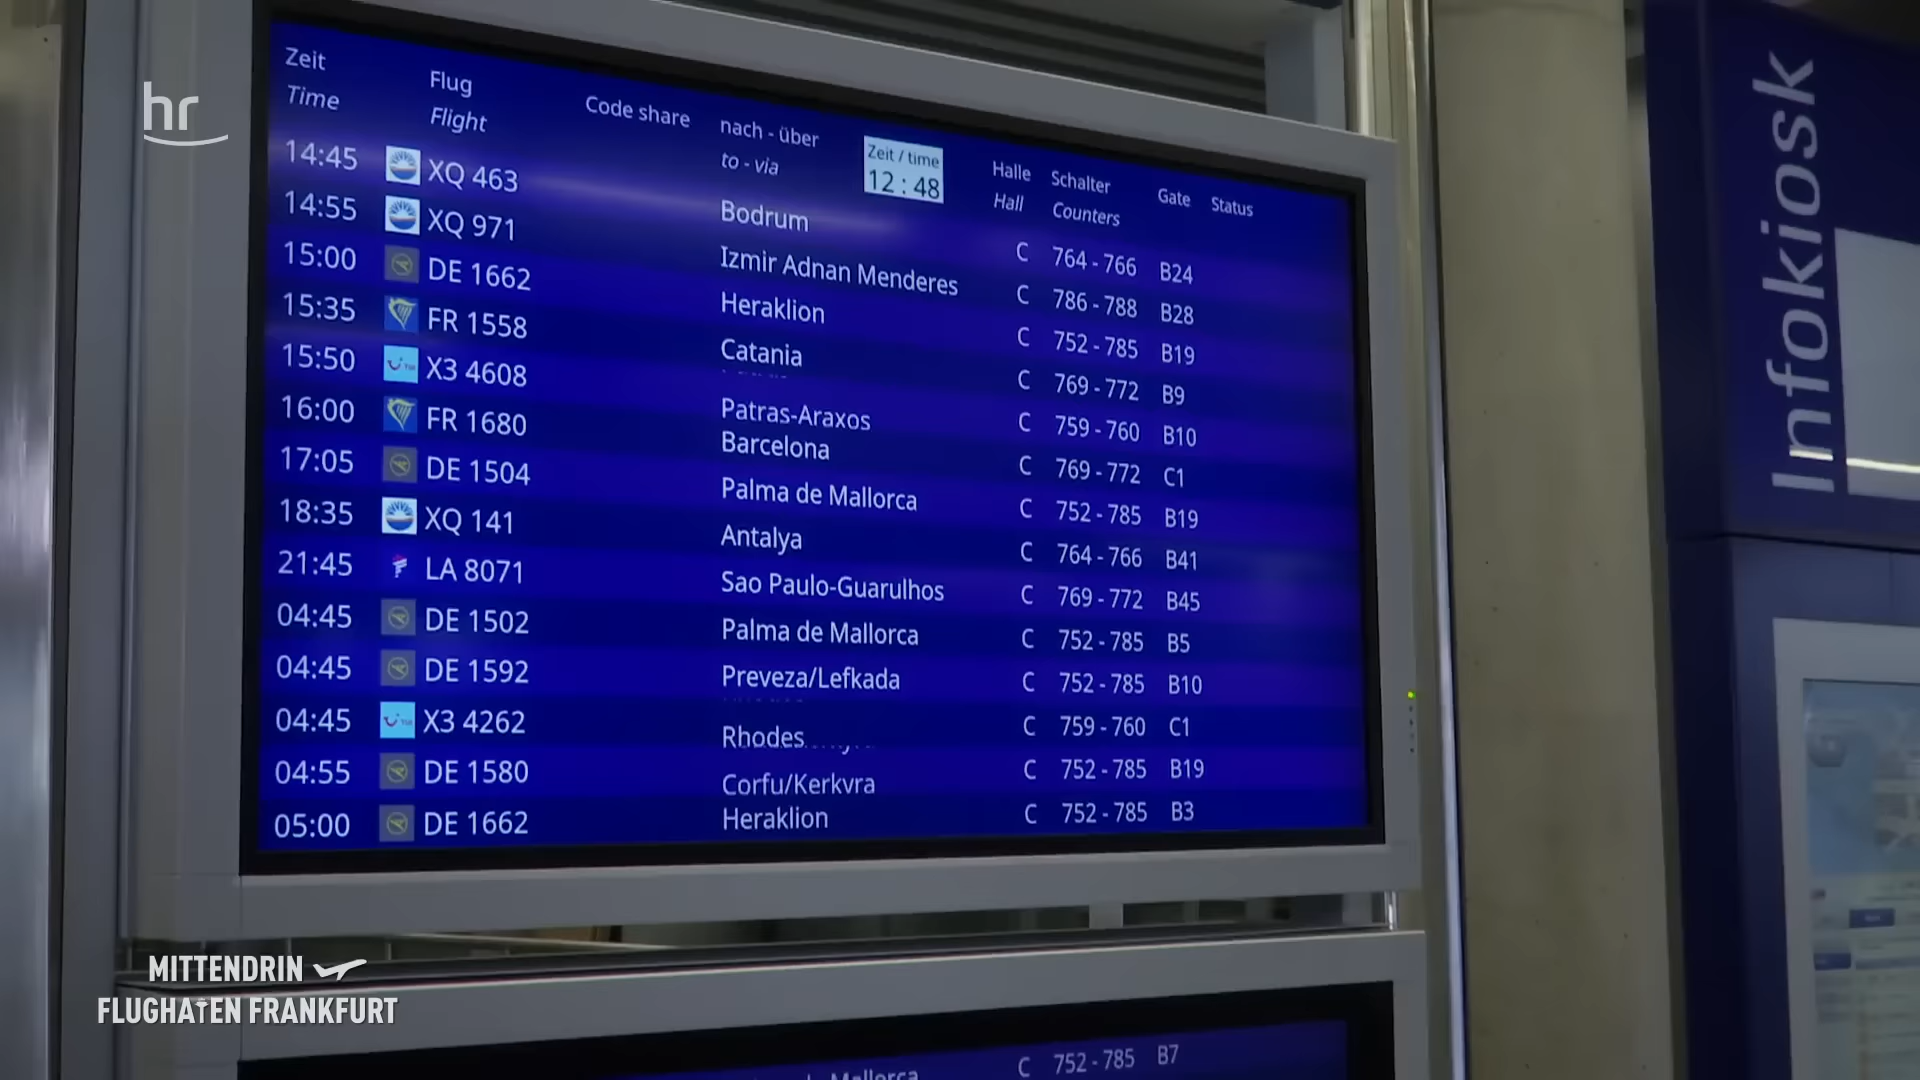 hr
Zeit Flug Code share nach - über Zeit / time Halle Schalter Gate Status
Time Flight to - via 12 : 48 Hall Counters
14:45 XQ 463 Bodrum C 764 - 766 B24
14:55 XQ 971 Izmir Adnan Menderes C 786 - 788 B28
15:00 DE 1662 Heraklion C 752 - 785 B19
15:35 FR 1558 Catania C 769 - 772 B9
15:50 X3 4608 Patras-Araxos C 759 - 760 B10
16:00 FR 1680 Barcelona C 769 - 772 C1
17:05 DE 1504 Palma de Mallorca C 752 - 785 B19
18:35 XQ 141 Antalya C 764 - 766 B41
21:45 LA 8071 Sao Paulo-Guarulhos C 769 - 772 B45
04:45 DE 1502 Palma de Mallorca C 752 - 785 B5
04:45 DE 1592 Preveza/Lefkada C 752 - 785 B10
04:45 X3 4262 Rhodes C 759 - 760 C1
04:55 DE 1580 Corfu/Kerkyra C 752 - 785 B19
05:00 DE 1662 Heraklion C 752 - 785 B3
Mallorca C 752 - 785 B7
Infokiosk
MITTENDRIN
FLUGHAFEN FRANKFURT